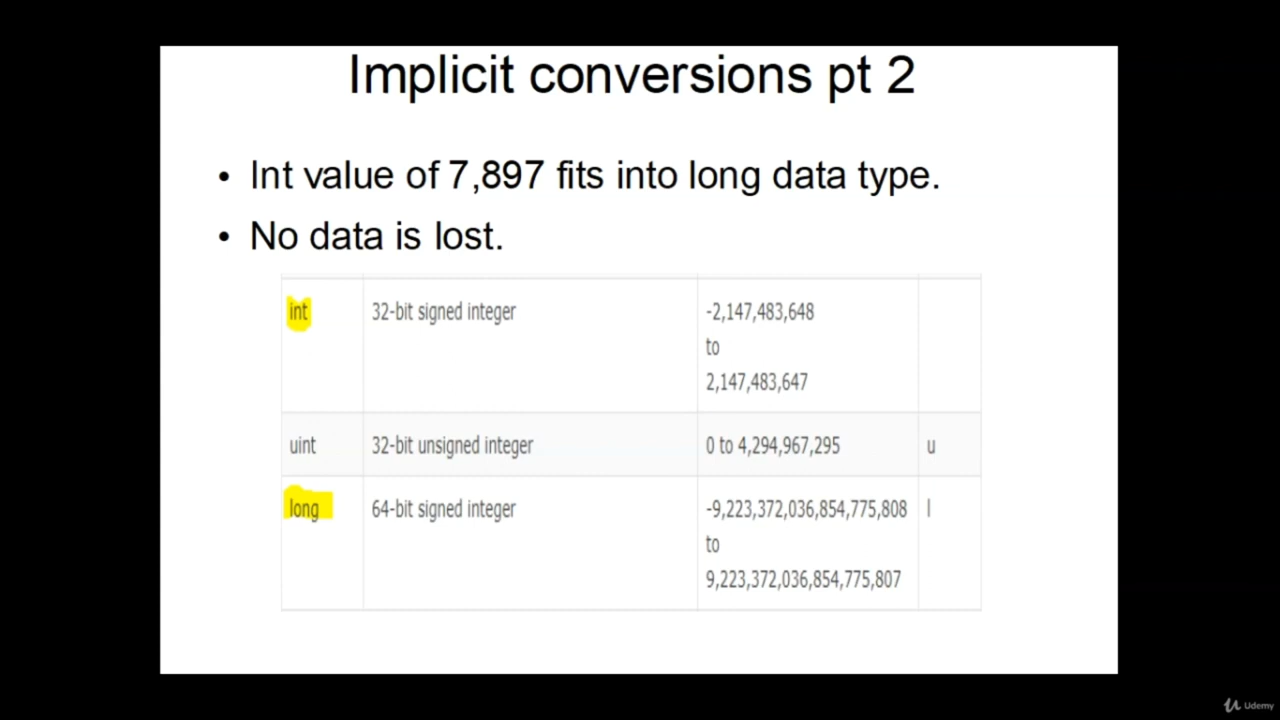 Implicit conversions pt 2
• Int value of 7,897 fits into long data type.
• No data is lost.
int 32-bit signed integer -2,147,483,648
to
2,147,483,647
uint 32-bit unsigned integer 0 to 4,294,967,295 u
long 64-bit signed integer -9,223,372,036,854,775,808 l
to
9,223,372,036,854,775,807
Udemy